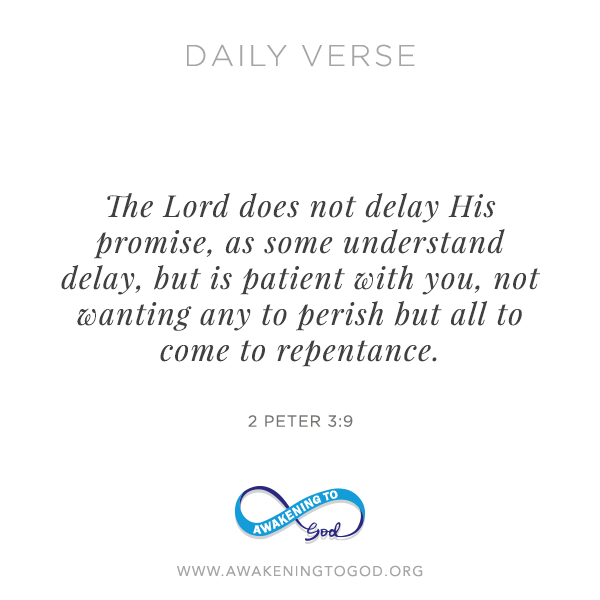 DAILY VERSE
The Lord does not delay His
promise, as some understand
delay, but is patient with you, not
wanting any to perish but all to
come to repentance.
2 PETER 3:9
AWAKENING TO
God
WWW.AWAKENINGTOGOD.ORG